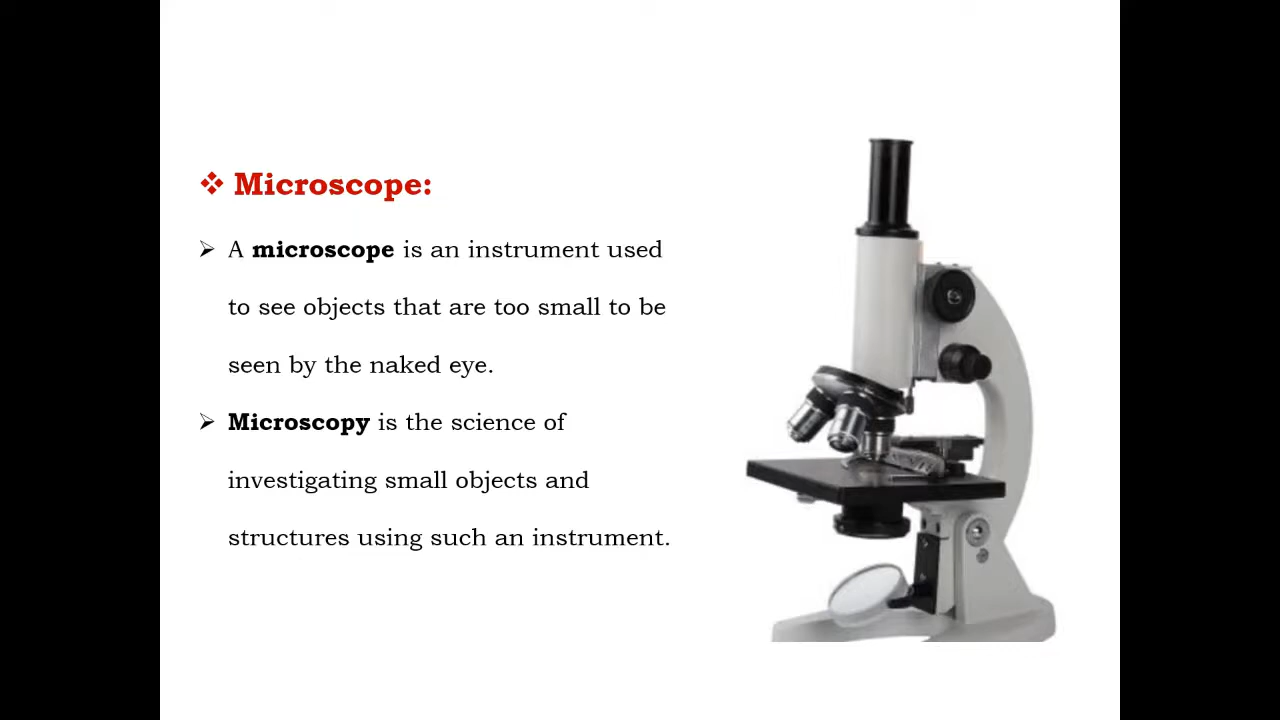 ❖ Microscope:
➢ A microscope is an instrument used
to see objects that are too small to be
seen by the naked eye.
➢ Microscopy is the science of
investigating small objects and
structures using such an instrument.